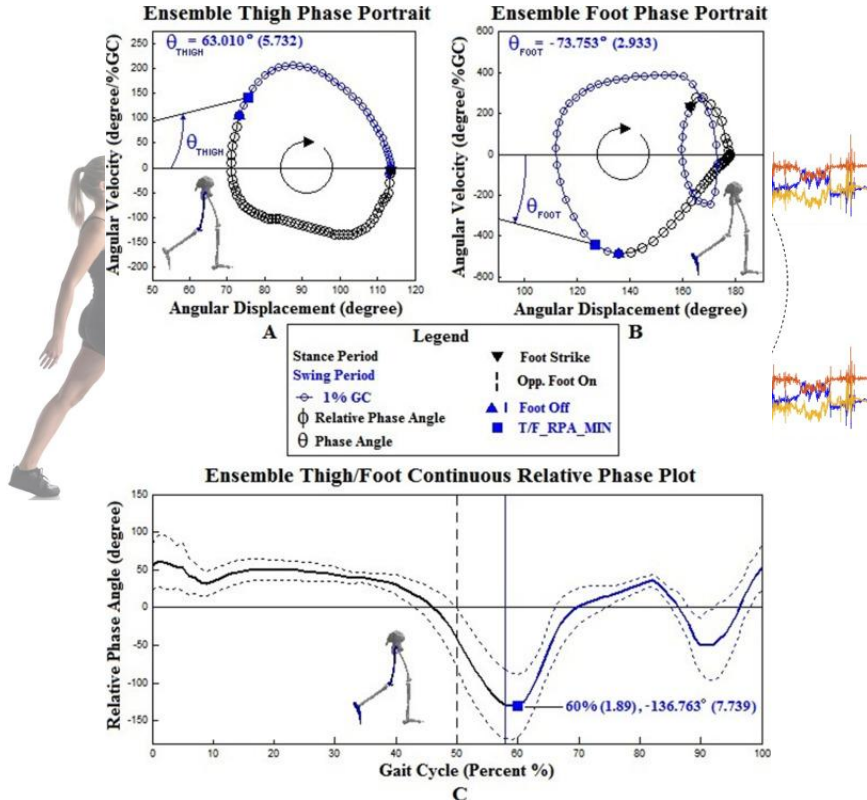 Ensemble Thigh Phase Portrait
θTHIGH = 63.010° (5.732)
Angular Velocity (degree/%GC)
250
200
150
100
50
0
-50
-100
-150
-200
θTHIGH
50 60 70 80 90 100 110 120
Angular Displacement (degree)
A
Ensemble Foot Phase Portrait
θFOOT = -73.753° (2.933)
Angular Velocity (degree/%GC)
600
400
200
0
-200
-400
-600
θFOOT
100 120 140 160 180
Angular Displacement (degree)
B
Legend
Stance Period
Swing Period
1% GC
ϕ Relative Phase Angle
θ Phase Angle
Foot Strike
Opp. Foot On
Foot Off
T/F_RPA_MIN
Ensemble Thigh/Foot Continuous Relative Phase Plot
Relative Phase Angle (degree)
150
100
50
0
-50
-100
-150
60% (1.89), -136.763° (7.739)
0 10 20 30 40 50 60 70 80 90 100
Gait Cycle (Percent %)
C